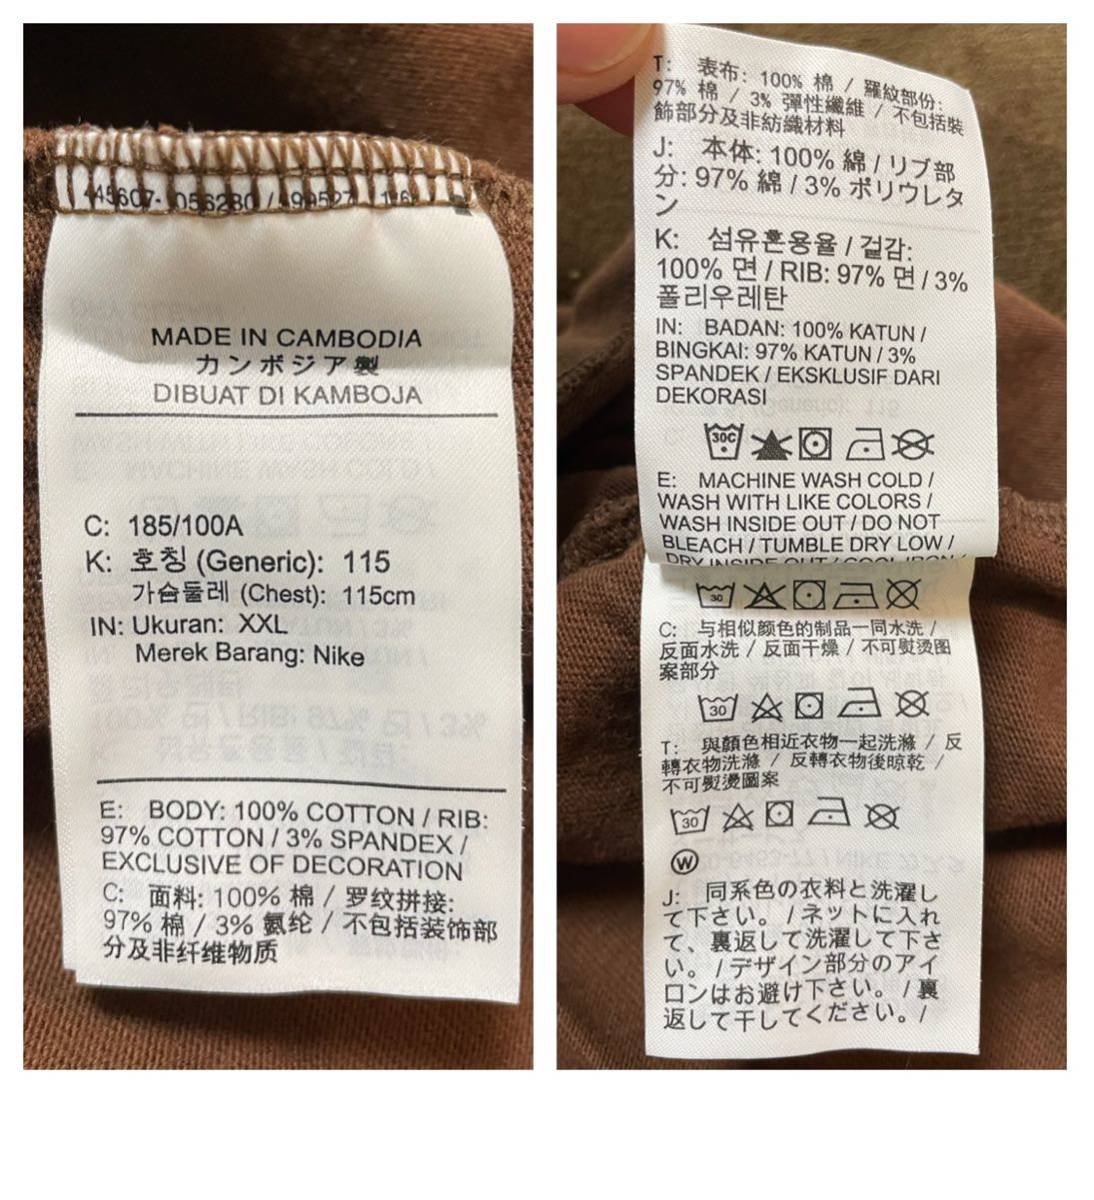 MADE IN CAMBODIA
カンボジア製
DIBUAT DI KAMBOJA
C: 185/100A
K: 호칭 (Generic): 115
가슴둘레 (Chest): 115cm
IN: Ukuran: XXL
Merek Barang: Nike
E: BODY: 100% COTTON / RIB:
97% COTTON / 3% SPANDEX /
EXCLUSIVE OF DECORATION
C: 面料: 100% 棉 / 罗纹拼接:
97% 棉 / 3% 氨纶 / 不包括装饰部
分及非纤维物质
T: 表布: 100% 棉 / 羅紋部份:
97% 棉 / 3% 彈性纖維 / 不包括裝
飾部分及非紡織材料
J: 本体: 100% 綿 / リブ部
分: 97% 綿 / 3% ポリウレタ
ン
K: 섬유혼용율 / 겉감:
100% 면 / RIB: 97% 면 / 3%
폴리우레탄
IN: BADAN: 100% KATUN /
BINGKAI: 97% KATUN / 3%
SPANDEK / EKSKLUSIF DARI
DEKORASI
30C
E: MACHINE WASH COLD /
WASH WITH LIKE COLORS /
WASH INSIDE OUT / DO NOT
BLEACH / TUMBLE DRY LOW /
DRY INSIDE OUT / COOL IRON /
30
C: 与相似颜色的制品一同水洗 /
反面水洗 / 反面干燥 / 不可熨烫图
案部分
30
T: 與顏色相近衣物一起洗滌 / 反
轉衣物洗滌 / 反轉衣物後晾乾 /
不可熨燙圖案
30
W
J: 同系色の衣料と洗濯し
て下さい。 / ネットに入れ
て、裏返して洗濯して下さ
い。 / デザイン部分のアイ
ロンはお避け下さい。 / 裏
返して干してください。 /